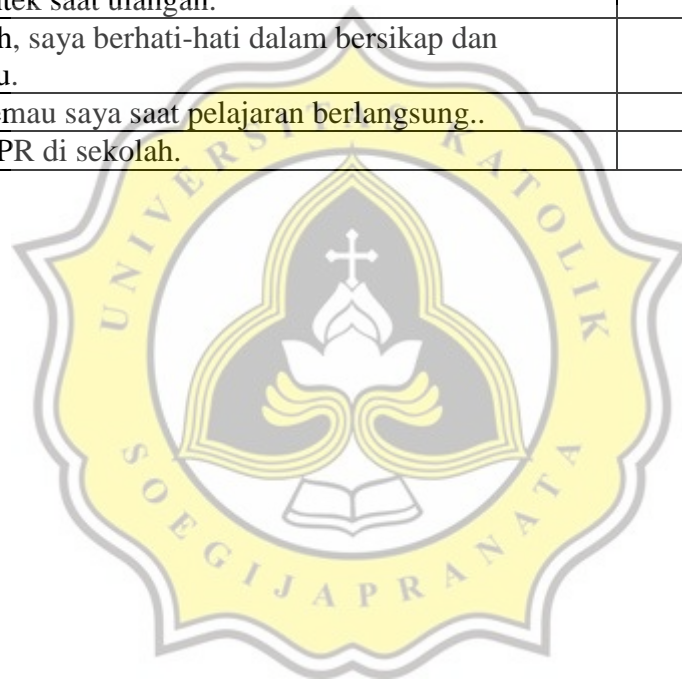 ntek saat ulangan.
h, saya berhati-hati dalam bersikap dan
u.
mau saya saat pelajaran berlangsung..
PR di sekolah.
UNIVERSITAS KATOLIK
SOEGIJAPRANATA